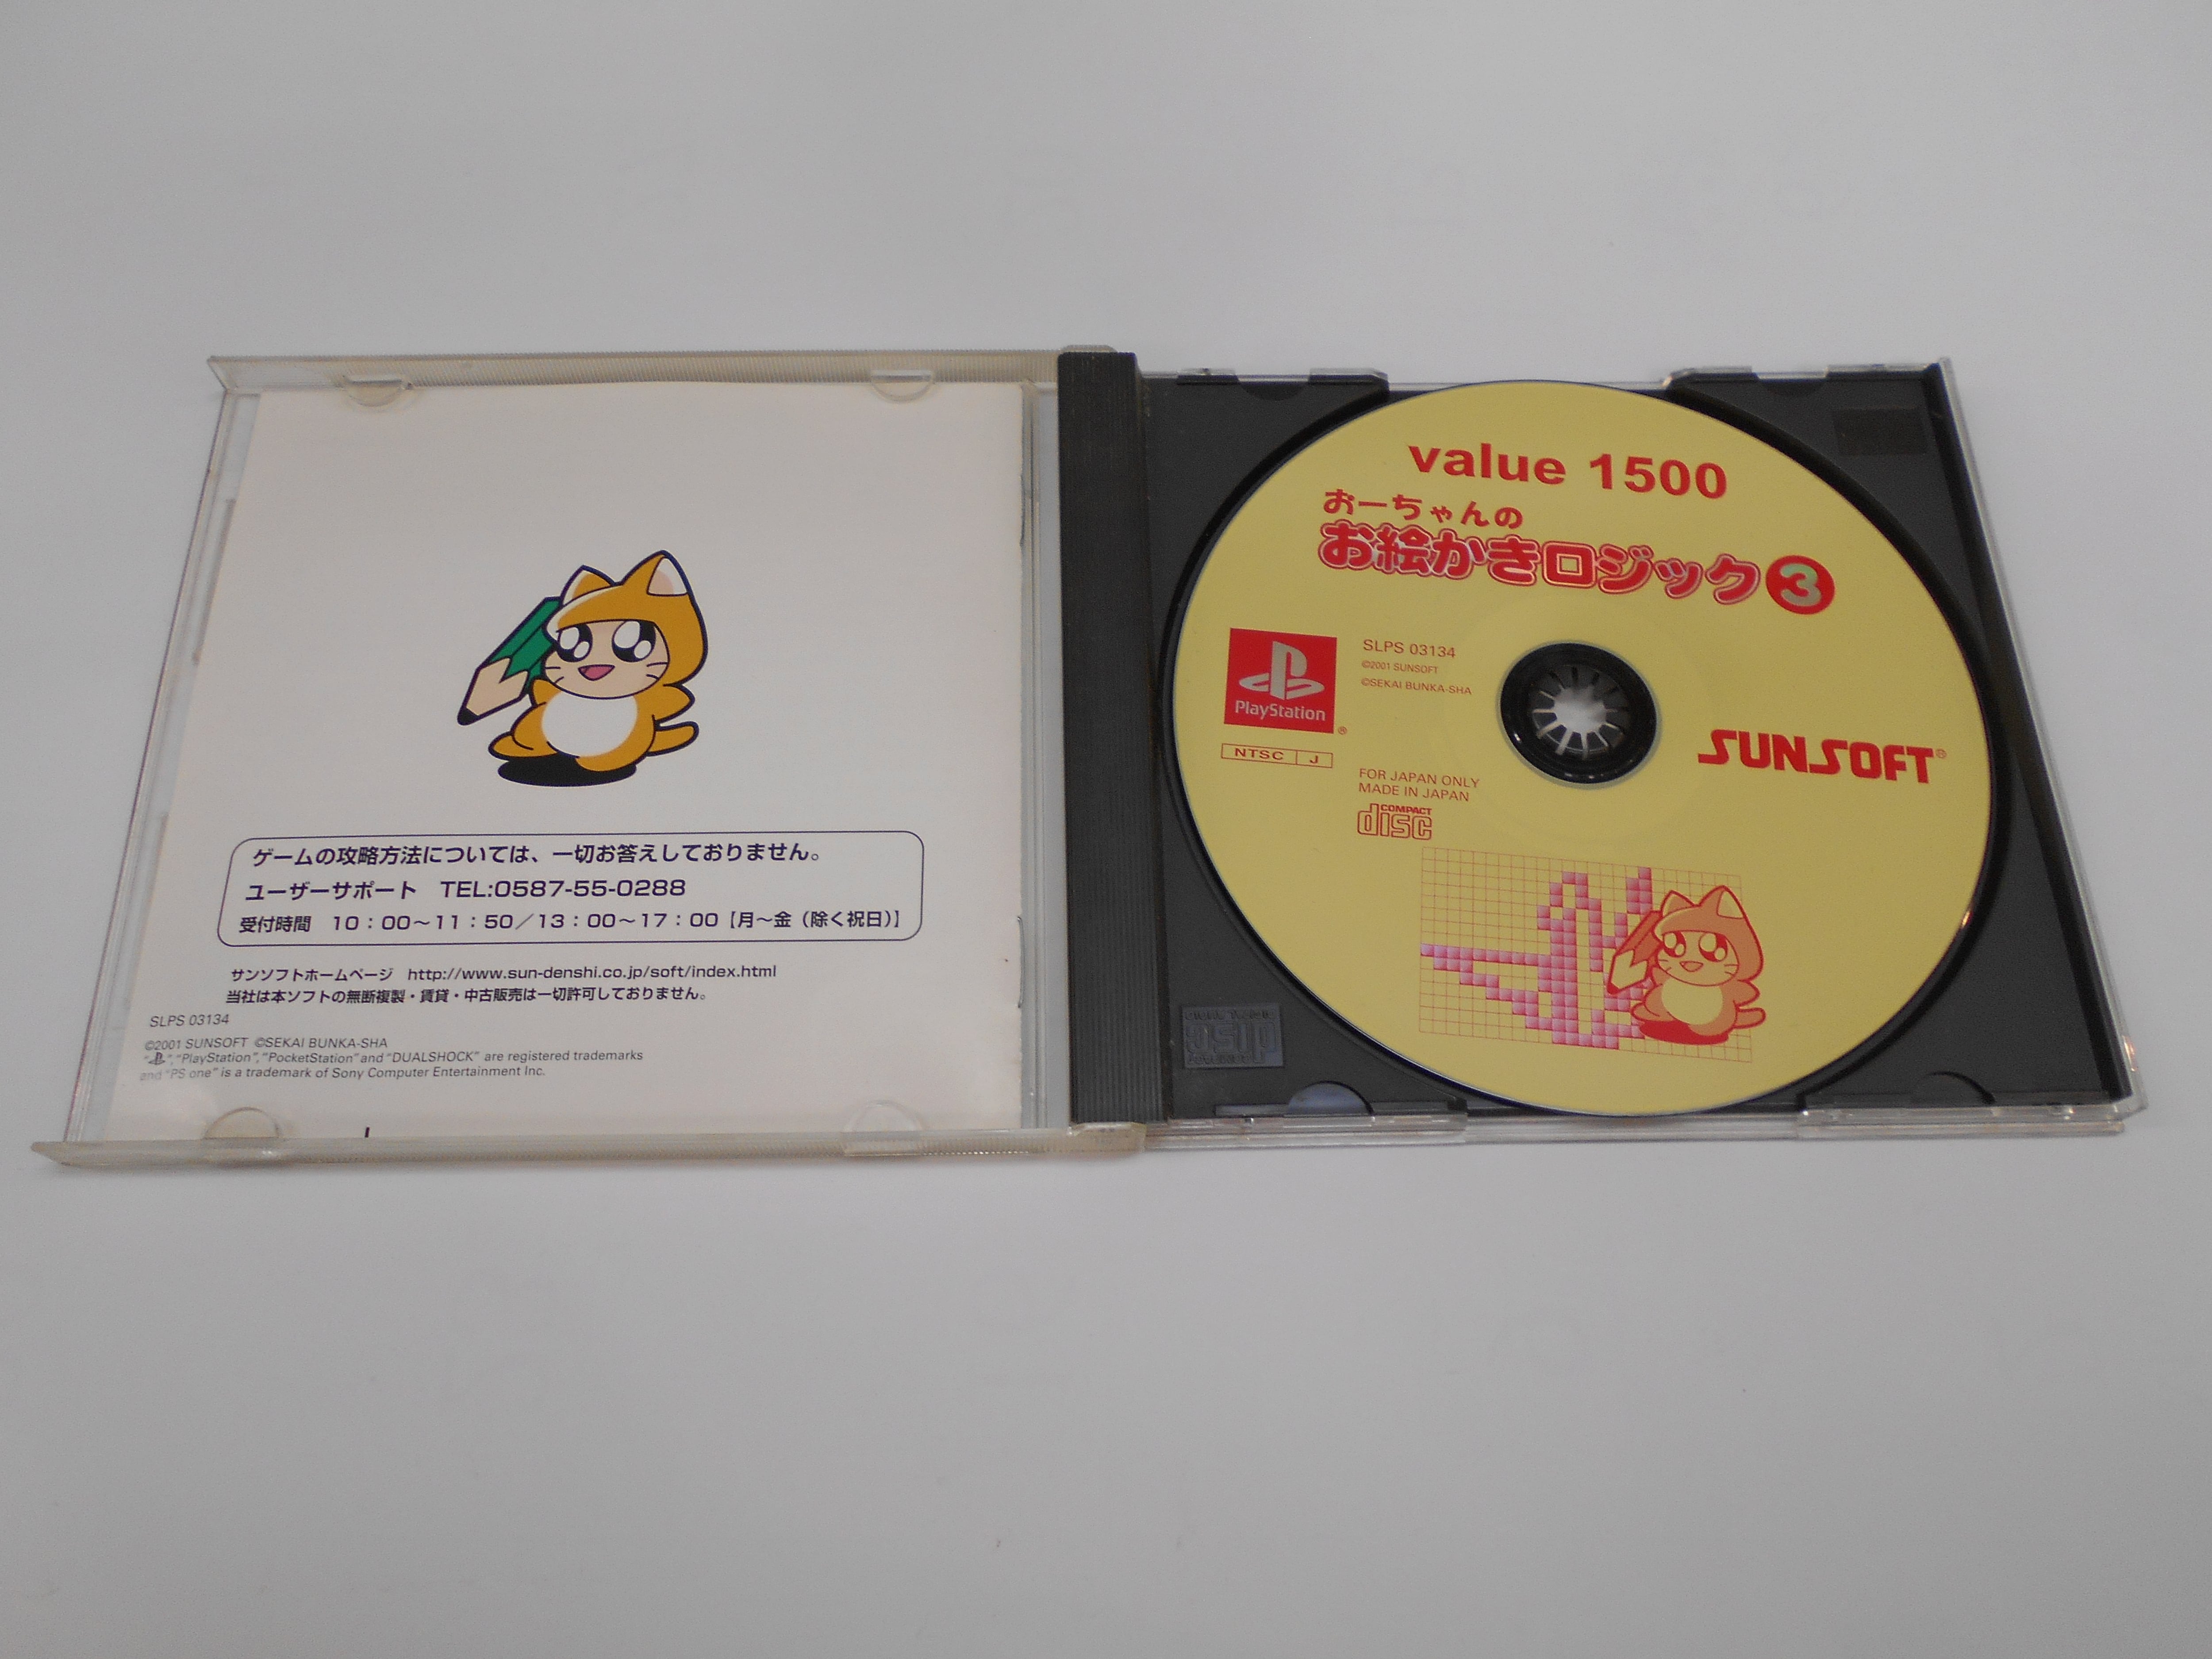 ゲームの攻略方法については、一切お答えしておりません。
ユーザーサポート　TEL:0587-55-0288
受付時間　10：00～11：50／13：00～17：00【月～金（除く祝日）】
サンソフトホームページ　http://www.sun-denshi.co.jp/soft/index.html
当社は本ソフトの無断複製・賃貸・中古販売は一切許可しておりません。
SLPS 03134
©2001 SUNSOFT ©SEKAI BUNKA-SHA
" ", "PlayStation", "PocketStation" and "DUALSHOCK" are registered trademarks
and "PS one" is a trademark of Sony Computer Entertainment Inc.
value 1500
おーちゃんの
お絵かきロジック3
PlayStation®
NTSC J
SLPS 03134
©2001 SUNSOFT
©SEKAI BUNKA-SHA
SUNSOFT®
FOR JAPAN ONLY
MADE IN JAPAN
COMPACT
disc